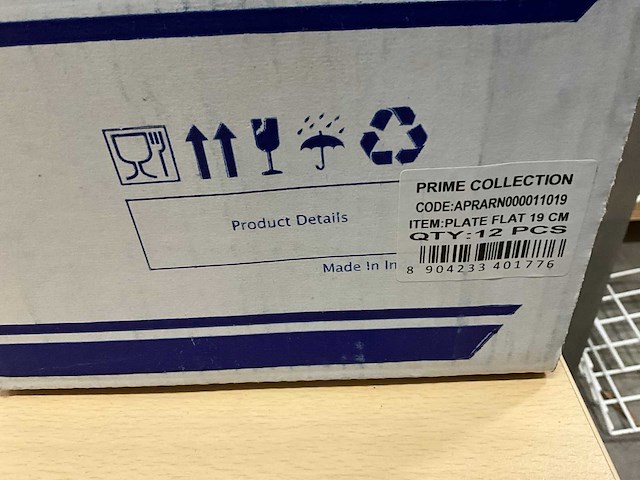 PRIME COLLECTION
CODE:APRARN000011019
ITEM:PLATE FLAT 19 CM
QTY:12 PCS
8 904233 401776
Product Details
Made In In